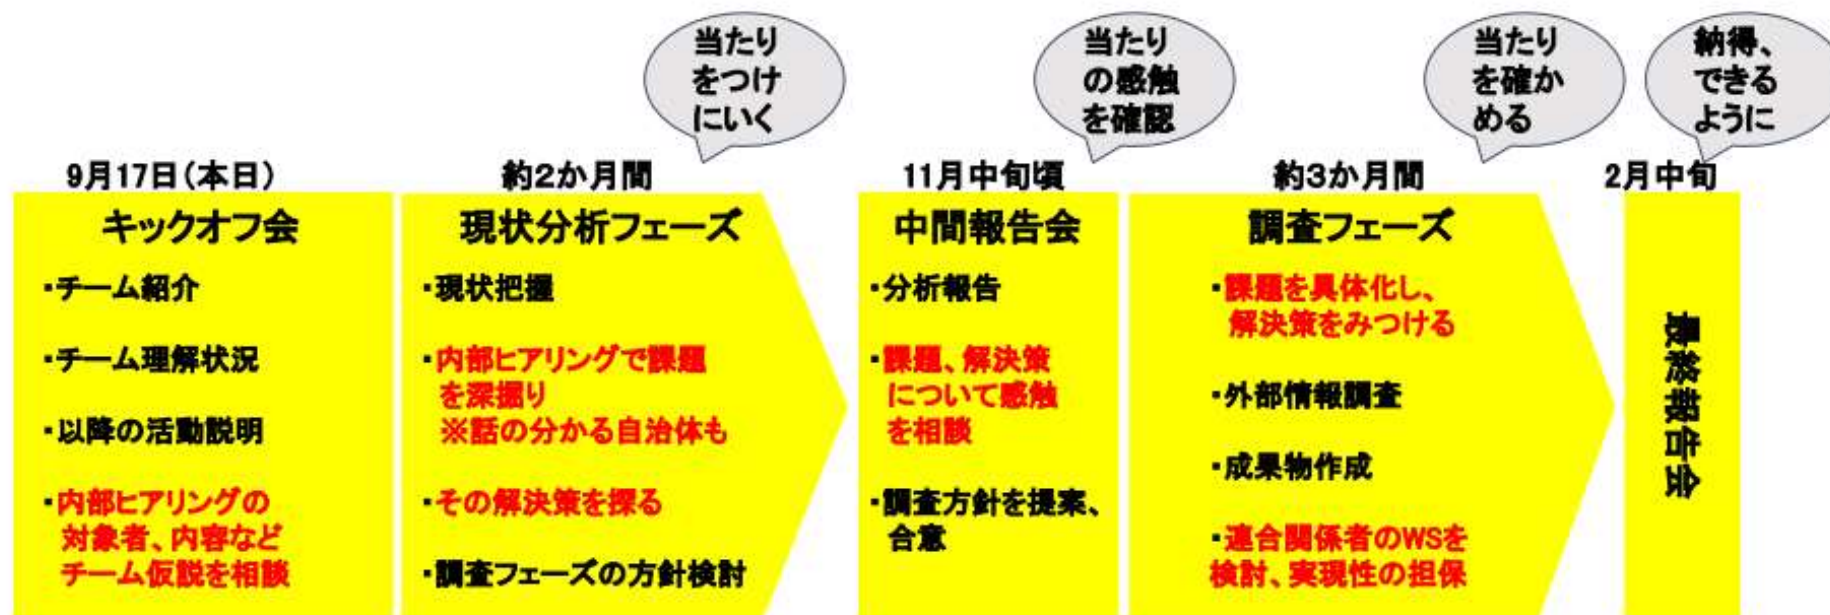 当たり
をつけ
にいく
当たり
の感触
を確認
当たり
を確か
める
納得、
できる
ように
9月17日(本日)
キックオフ会
・チーム紹介
・チーム理解状況
・以降の活動説明
・内部ヒアリングの
対象者、内容など
チーム仮説を相談
約2か月間
現状分析フェーズ
・現状把握
・内部ヒアリングで課題
を深掘り
※話の分かる自治体も
・その解決策を探る
・調査フェーズの方針検討
11月中旬頃
中間報告会
・分析報告
・課題、解決策
について感触
を相談
・調査方針を提案、
合意
約3か月間
調査フェーズ
・課題を具体化し、
解決策をみつける
・外部情報調査
・成果物作成
・連合関係者のWSを
検討、実現性の担保
2月中旬
最終報告会